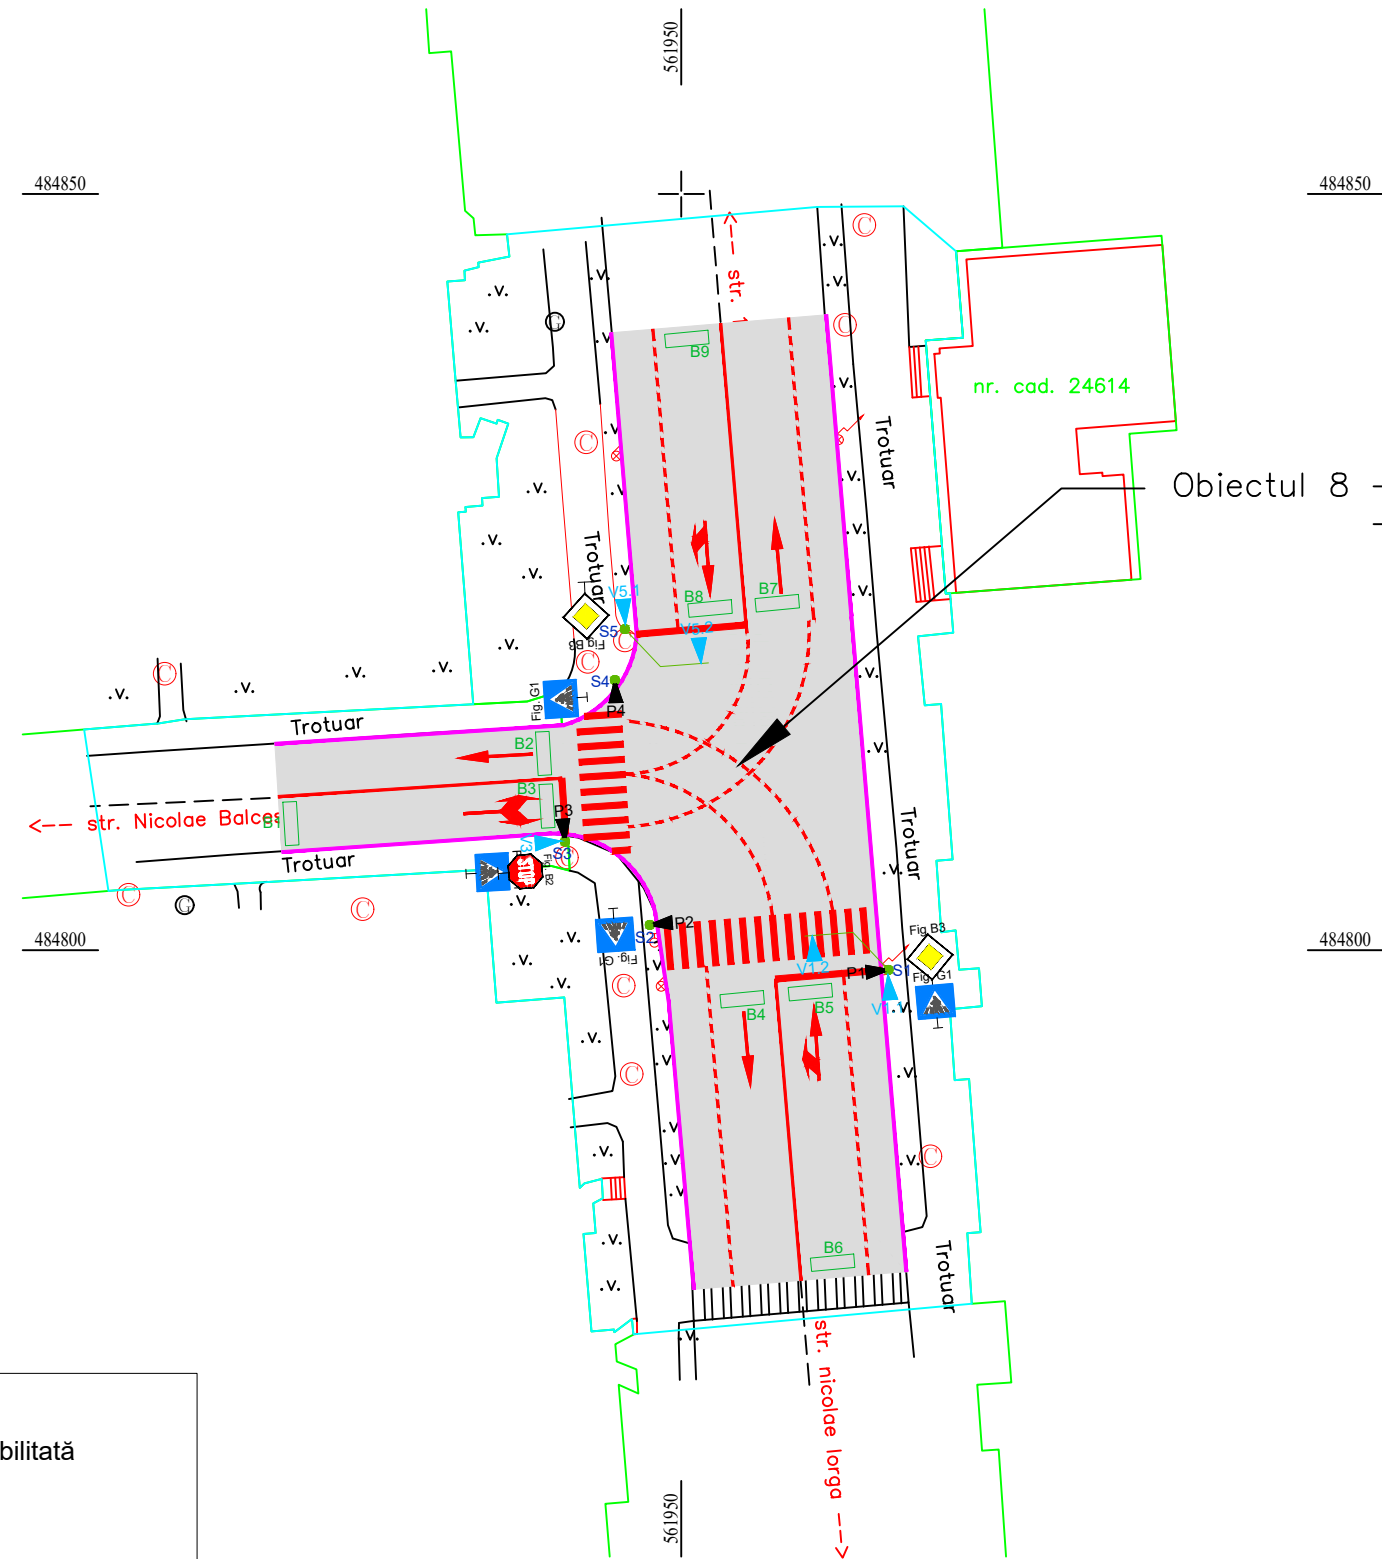 561950
484850
484850
str.
B9
nr. cad. 24614
Trotuar
Obiectul 8
Trotuar
V5.1
B8
B7
S5
V5.2
Fig B3
S4
P4
Fig. G1
Trotuar
B2
B3
P3
<-- str. Nicolae Balces
B1
S3
Trotuar
Fig. B2
STOP
Trotuar
P2
S2
Fig. G1
Fig B3
484800
484800
V1.2
P1
S1
Fig. G1
B4
B5
B6
Trotuar
str. nicolae Iorga -->
bilitată
561950